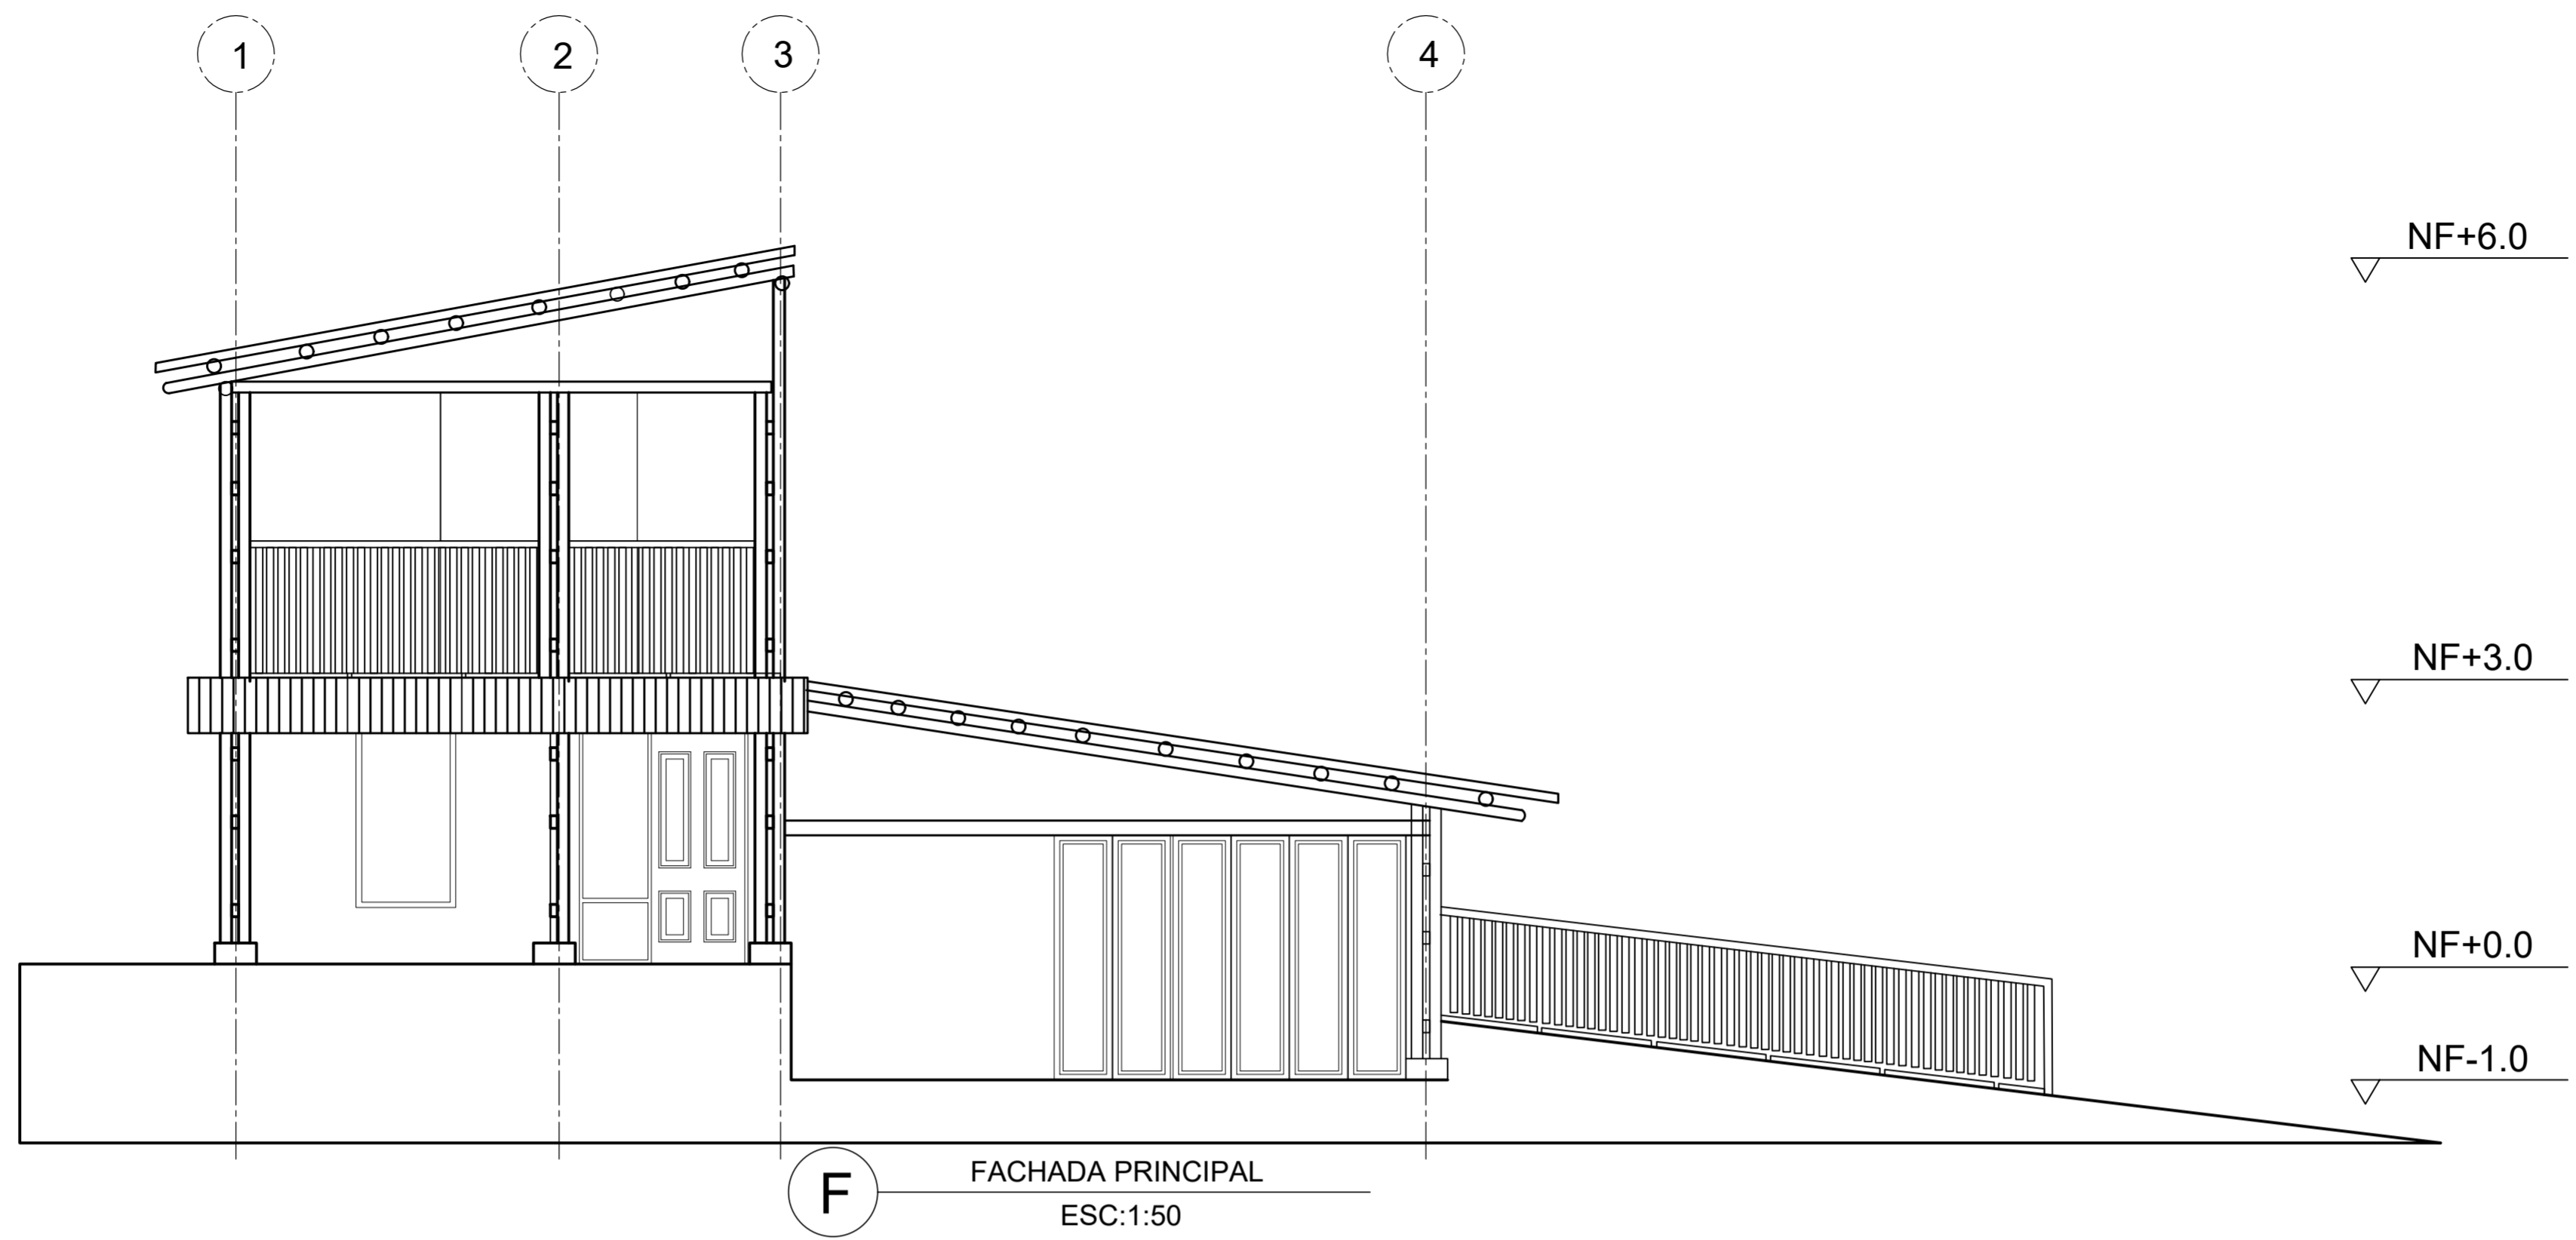 1
2
3
4
NF+6.0
NF+3.0
NF+0.0
NF-1.0
F
FACHADA PRINCIPAL
ESC:1:50